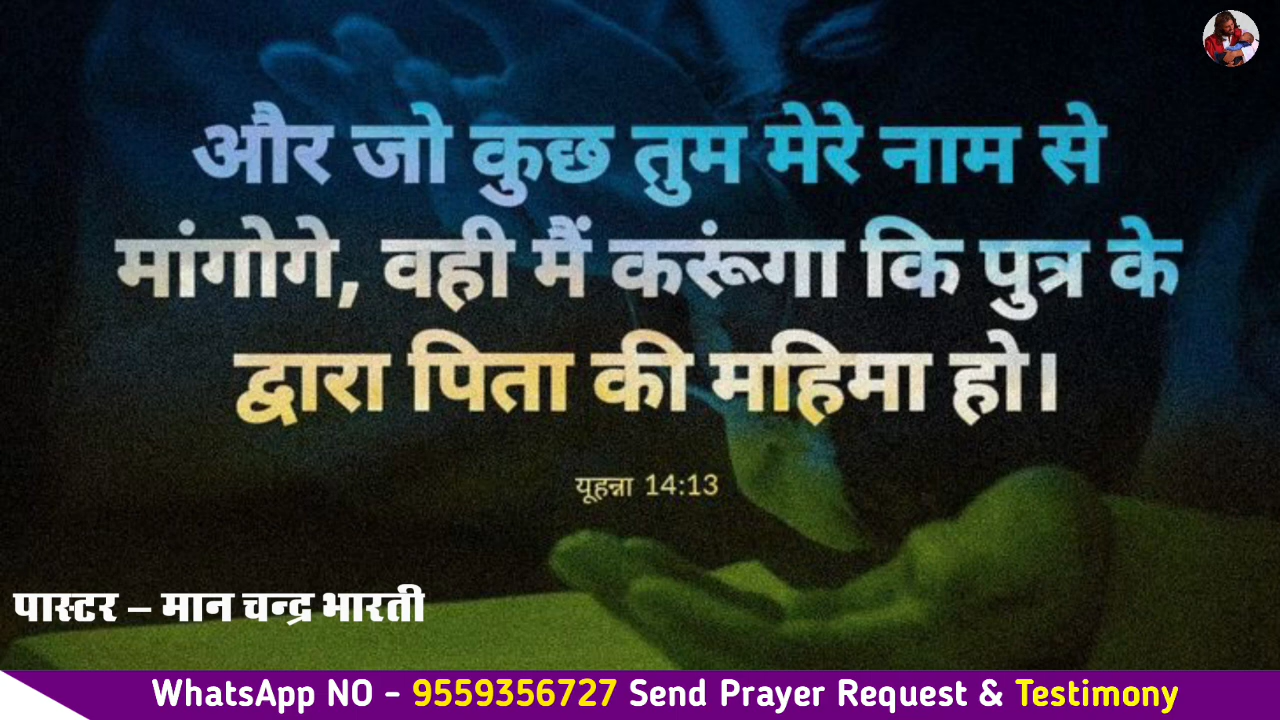 और जो कुछ तुम मेरे नाम से
मांगोगे, वही मैं करूंगा कि पुत्र के
द्वारा पिता की महिमा हो।
यूहन्ना 14:13
पास्टर – मान चन्द्र भारती
WhatsApp NO - 9559356727 Send Prayer Request & Testimony